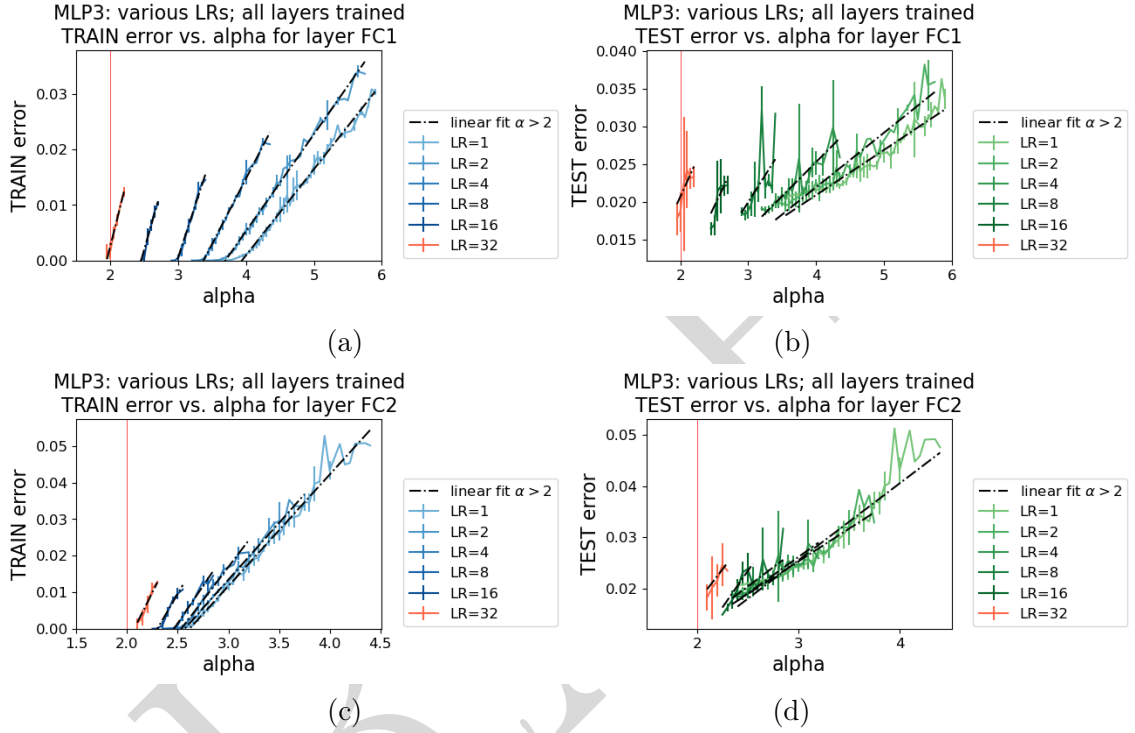 MLP3: various LRs; all layers trained
TRAIN error vs. alpha for layer FC1
TRAIN error
0.03
0.02
0.01
0.00
2
3
4
5
6
alpha
linear fit α > 2
LR=1
LR=2
LR=4
LR=8
LR=16
LR=32
(a)
MLP3: various LRs; all layers trained
TEST error vs. alpha for layer FC1
TEST error
0.040
0.035
0.030
0.025
0.020
0.015
2
3
4
5
6
alpha
linear fit α > 2
LR=1
LR=2
LR=4
LR=8
LR=16
LR=32
(b)
MLP3: various LRs; all layers trained
TRAIN error vs. alpha for layer FC2
TRAIN error
0.05
0.04
0.03
0.02
0.01
0.00
1.5
2.0
2.5
3.0
3.5
4.0
4.5
alpha
linear fit α > 2
LR=1
LR=2
LR=4
LR=8
LR=16
LR=32
(c)
MLP3: various LRs; all layers trained
TEST error vs. alpha for layer FC2
TEST error
0.05
0.04
0.03
0.02
2
3
4
alpha
linear fit α > 2
LR=1
LR=2
LR=4
LR=8
LR=16
LR=32
(d)